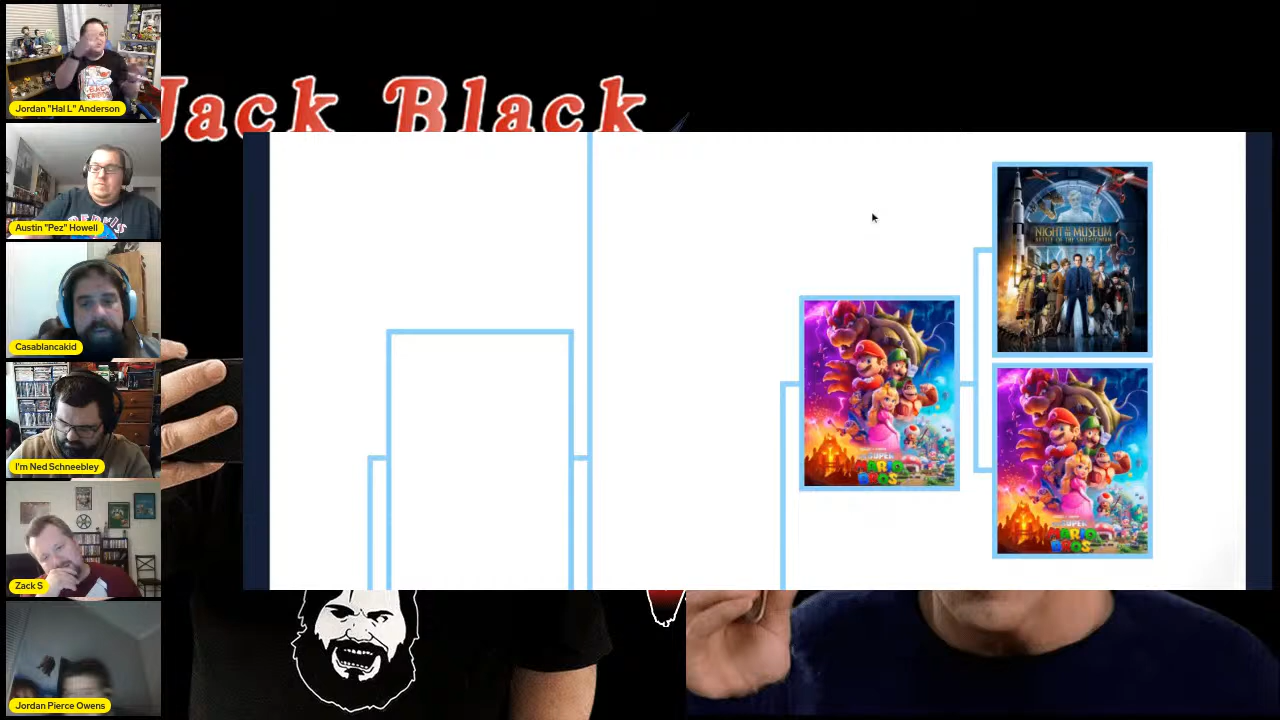 Jordan "Hal L" Anderson
Austin "Pez" Howell
Casablancakid
I'm Ned Schneebley
Zack S
Jordan Pierce Owens
Jack Black
NIGHT AT THE MUSEUM
BATTLE OF THE SMITHSONIAN
SUPER
MARIO
BROS
SUPER
MARIO
BROS